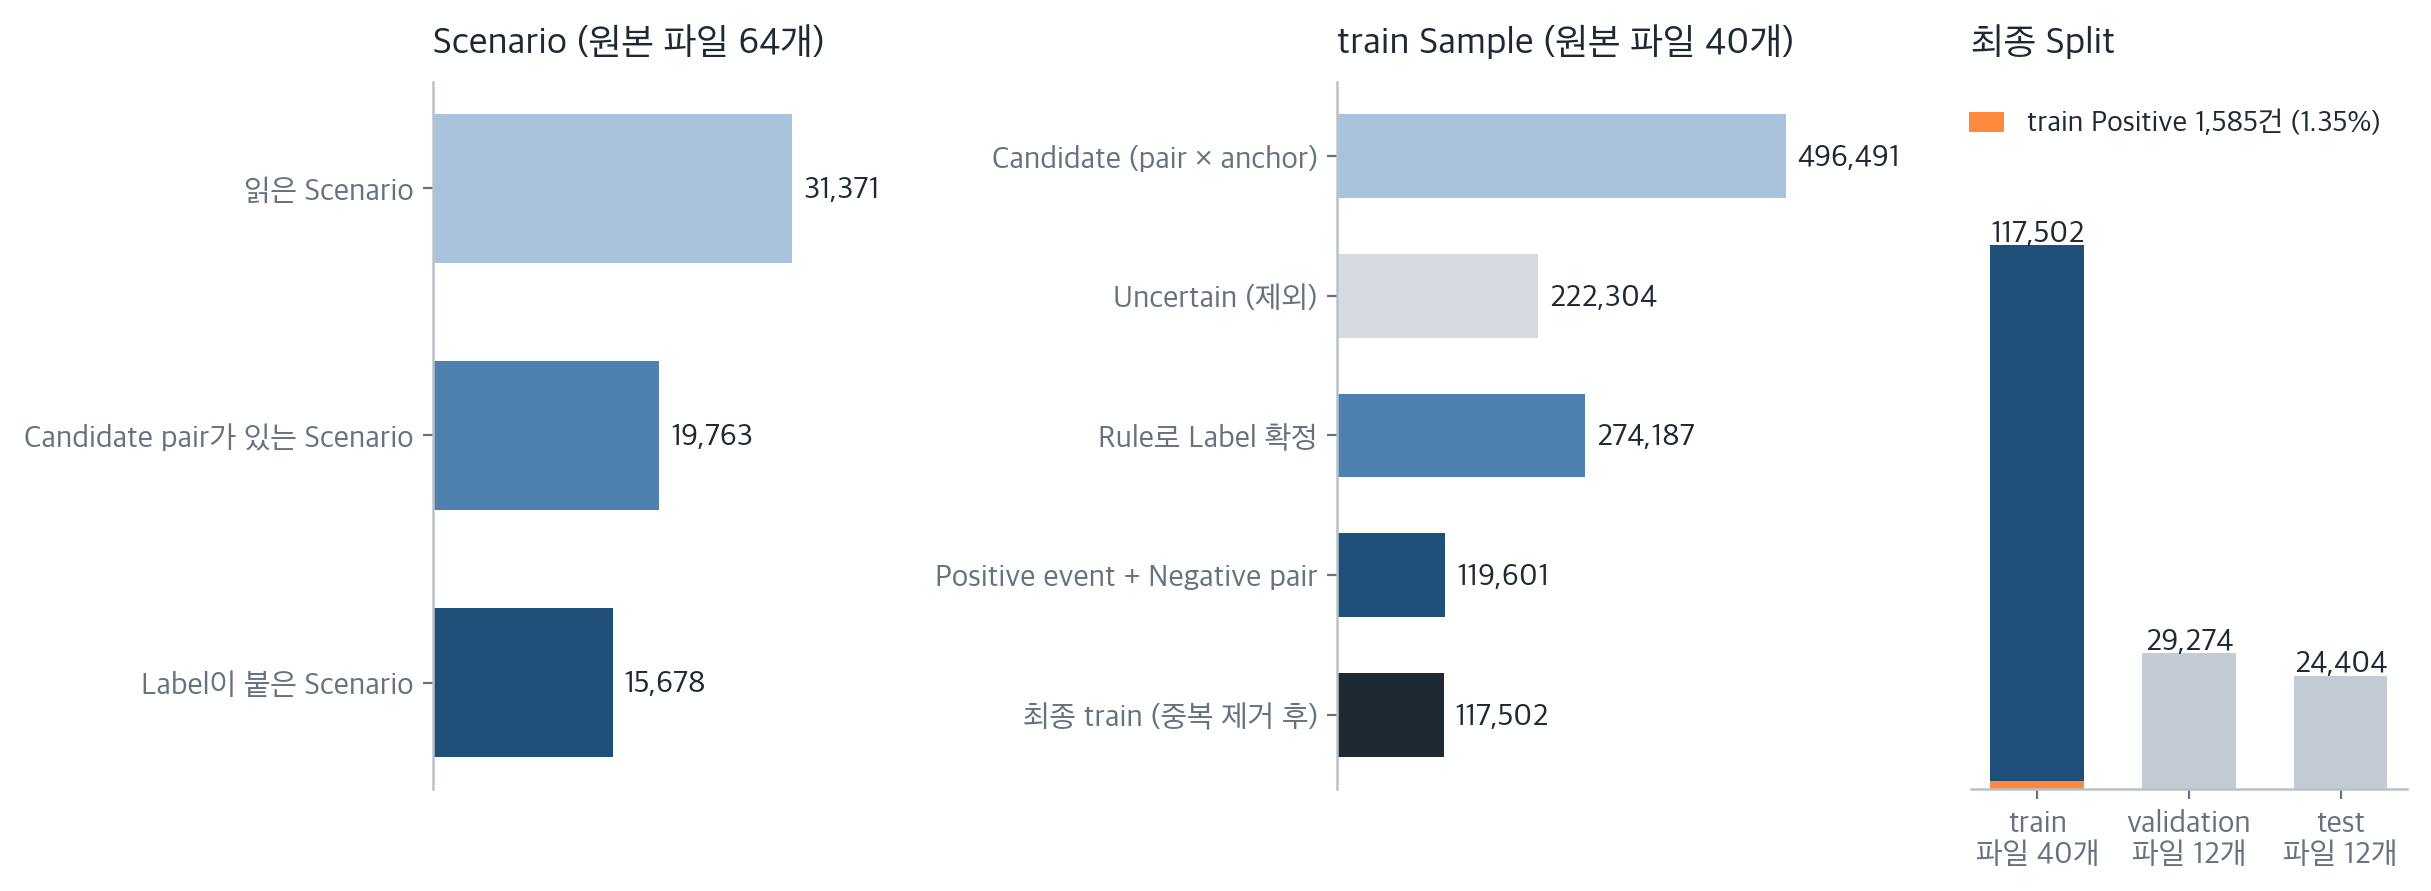 Scenario (원본 파일 64개)
읽은 Scenario
31,371
Candidate pair가 있는 Scenario
19,763
Label이 붙은 Scenario
15,678
train Sample (원본 파일 40개)
Candidate (pair × anchor)
496,491
Uncertain (제외)
222,304
Rule로 Label 확정
274,187
Positive event + Negative pair
119,601
최종 train (중복 제거 후)
117,502
최종 Split
train Positive 1,585건 (1.35%)
117,502
29,274
24,404
train
파일 40개
validation
파일 12개
test
파일 12개